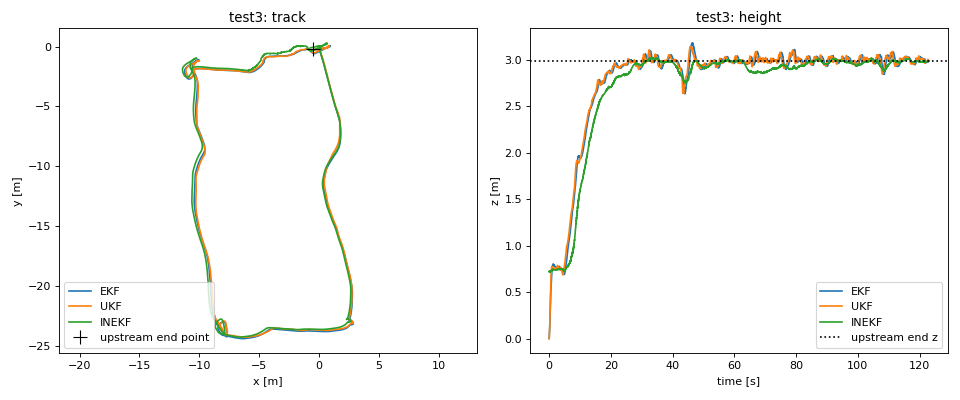 test3: track
0
−5
−10
−15
−20
−25
y [m]
−20
−15
−10
−5
0
5
10
x [m]
EKF
UKF
INEKF
upstream end point
test3: height
3.0
2.5
2.0
1.5
1.0
0.5
0.0
z [m]
0
20
40
60
80
100
120
time [s]
EKF
UKF
INEKF
upstream end z